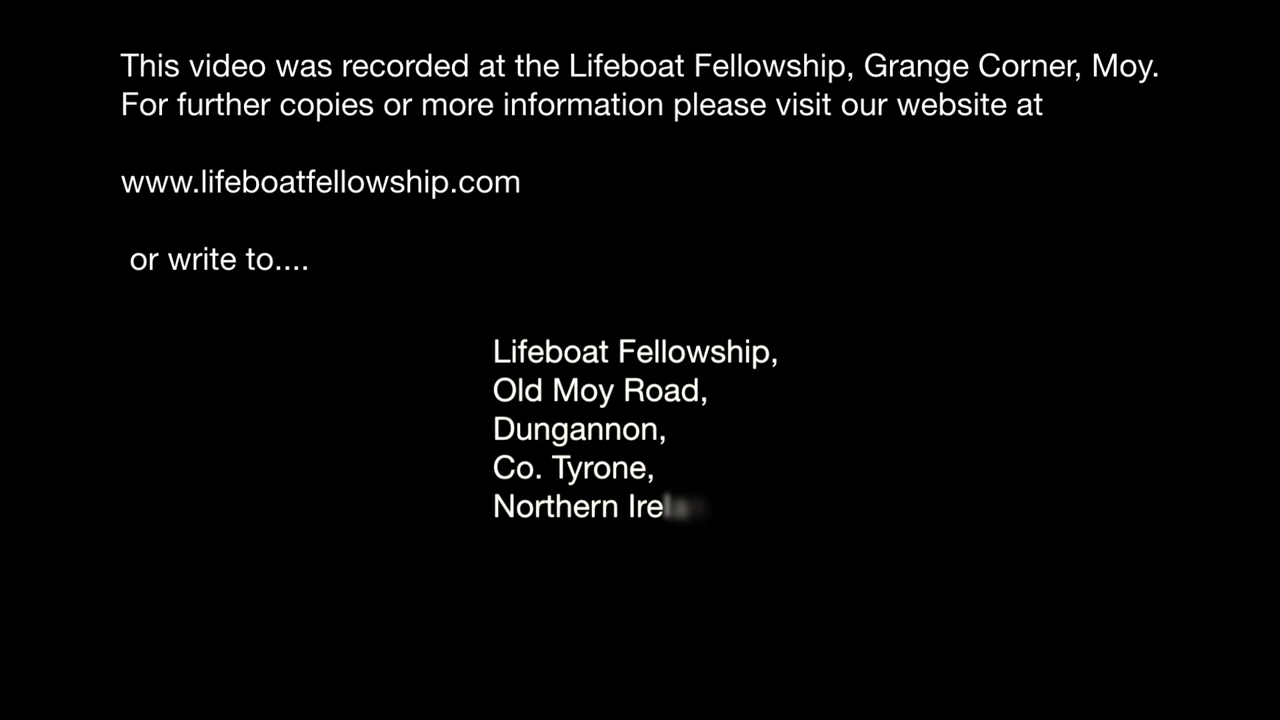 This video was recorded at the Lifeboat Fellowship, Grange Corner, Moy.
For further copies or more information please visit our website at
www.lifeboatfellowship.com
or write to....
Lifeboat Fellowship,
Old Moy Road,
Dungannon,
Co. Tyrone,
Northern